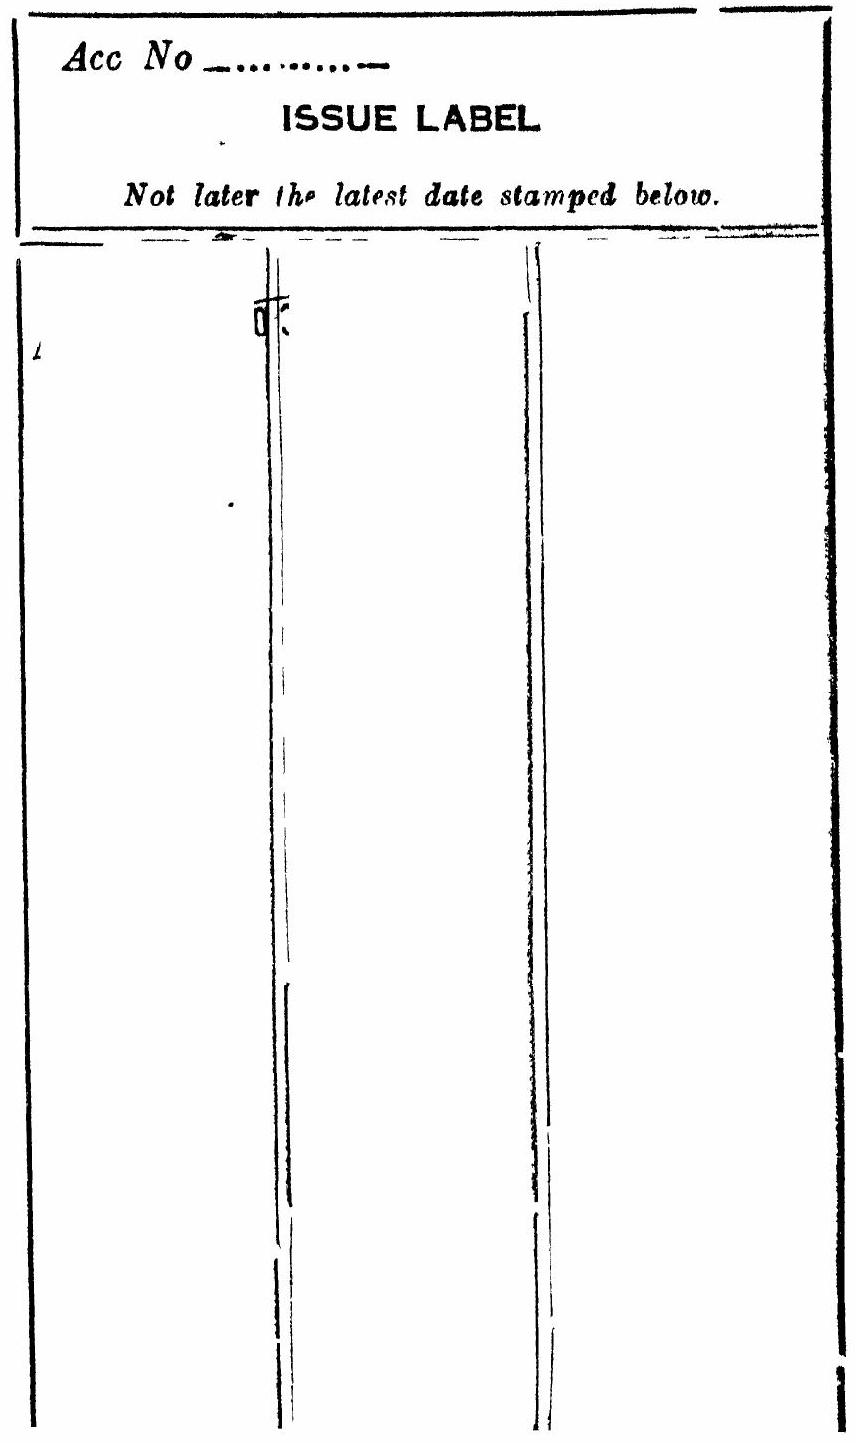 Acc No ..........
ISSUE LABEL
Not later the latest date stamped below.